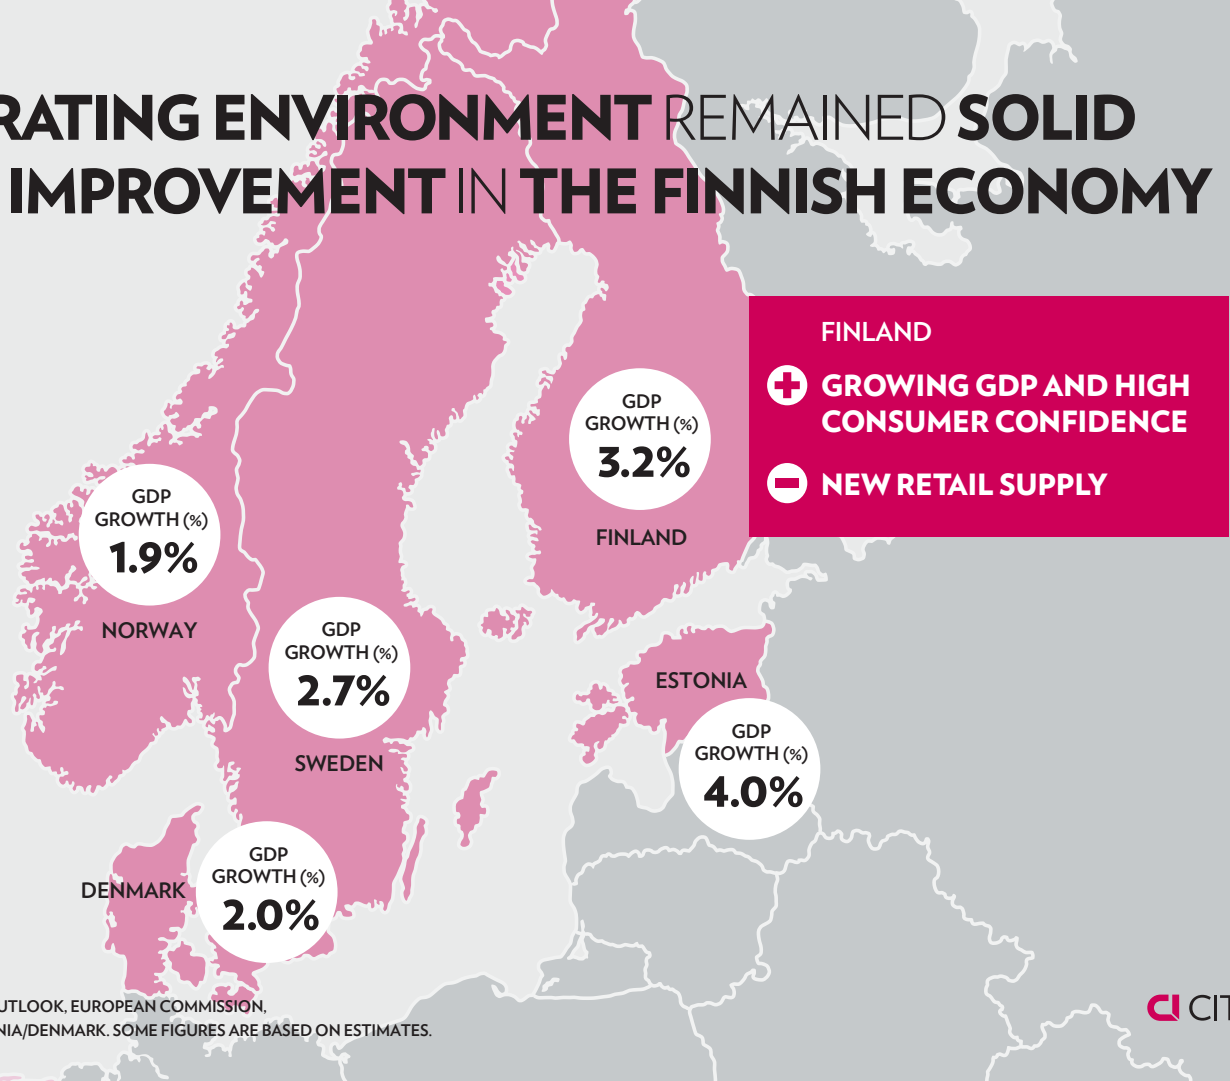 RATING ENVIRONMENT REMAINED SOLID
IMPROVEMENT IN THE FINNISH ECONOMY
FINLAND
GROWING GDP AND HIGH
CONSUMER CONFIDENCE
NEW RETAIL SUPPLY
GDP
GROWTH (%)
3.2%
FINLAND
GDP
GROWTH (%)
1.9%
NORWAY
GDP
GROWTH (%)
2.7%
SWEDEN
ESTONIA
GDP
GROWTH (%)
4.0%
DENMARK
GDP
GROWTH (%)
2.0%
UTLOOK, EUROPEAN COMMISSION,
NIA/DENMARK. SOME FIGURES ARE BASED ON ESTIMATES.
CIT